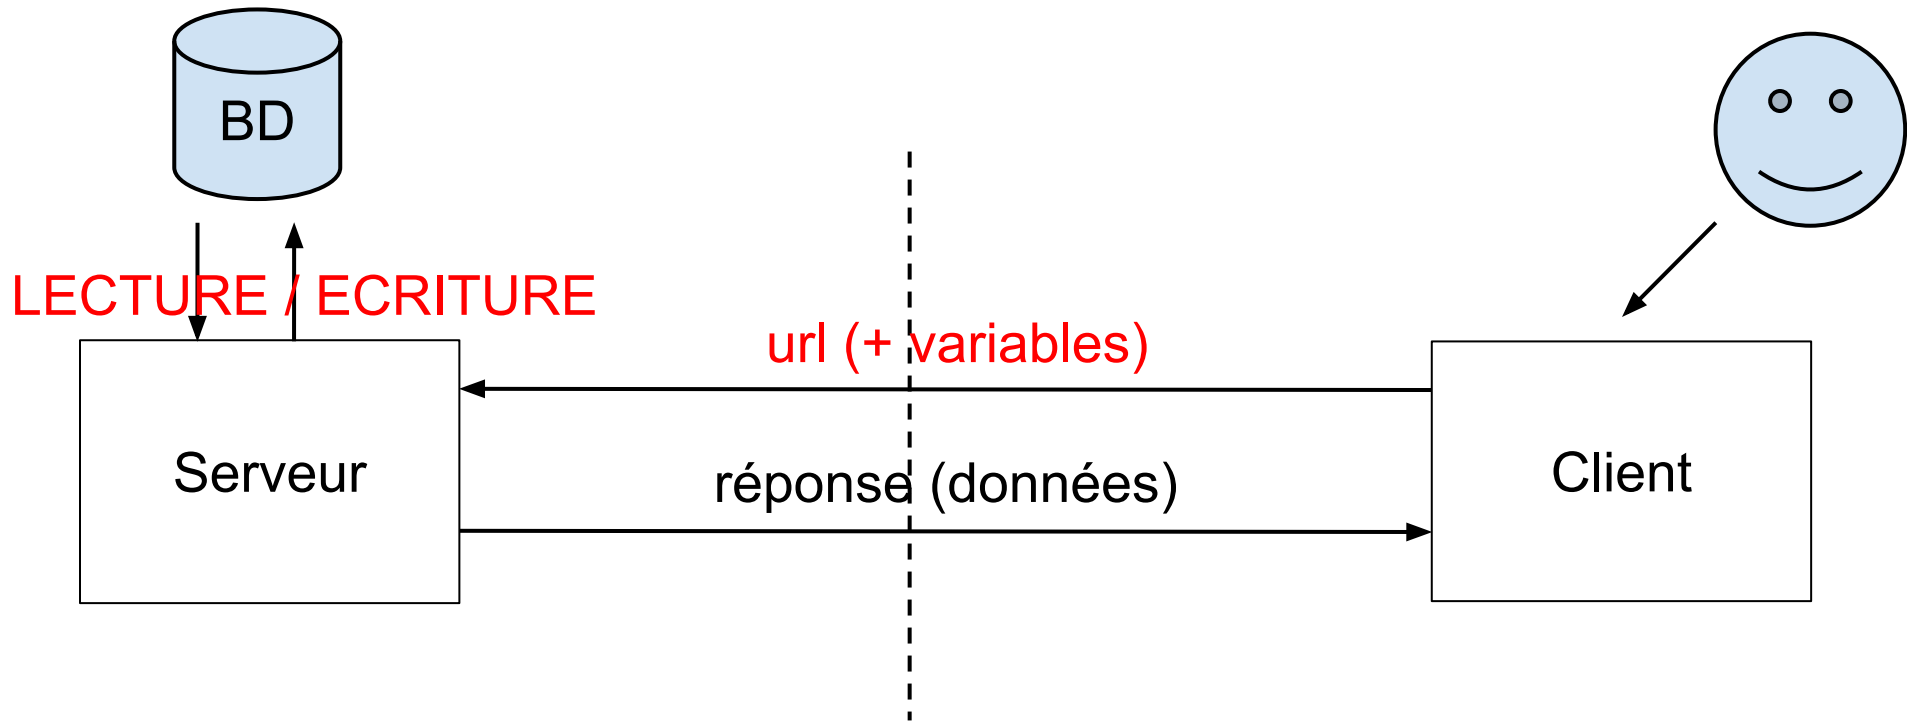 BD
LECTURE / ECRITURE
url (+ variables)
Serveur
réponse (données)
Client